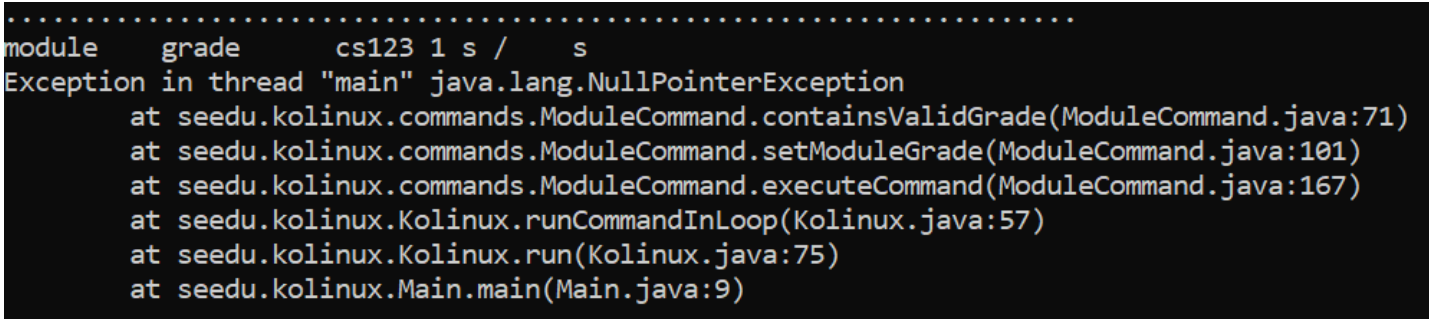 ....................................................................
module    grade      cs123 1 s /    s
Exception in thread "main" java.lang.NullPointerException
        at seedu.kolinux.commands.ModuleCommand.containsValidGrade(ModuleCommand.java:71)
        at seedu.kolinux.commands.ModuleCommand.setModuleGrade(ModuleCommand.java:101)
        at seedu.kolinux.commands.ModuleCommand.executeCommand(ModuleCommand.java:167)
        at seedu.kolinux.Kolinux.runCommandInLoop(Kolinux.java:57)
        at seedu.kolinux.Kolinux.run(Kolinux.java:75)
        at seedu.kolinux.Main.main(Main.java:9)